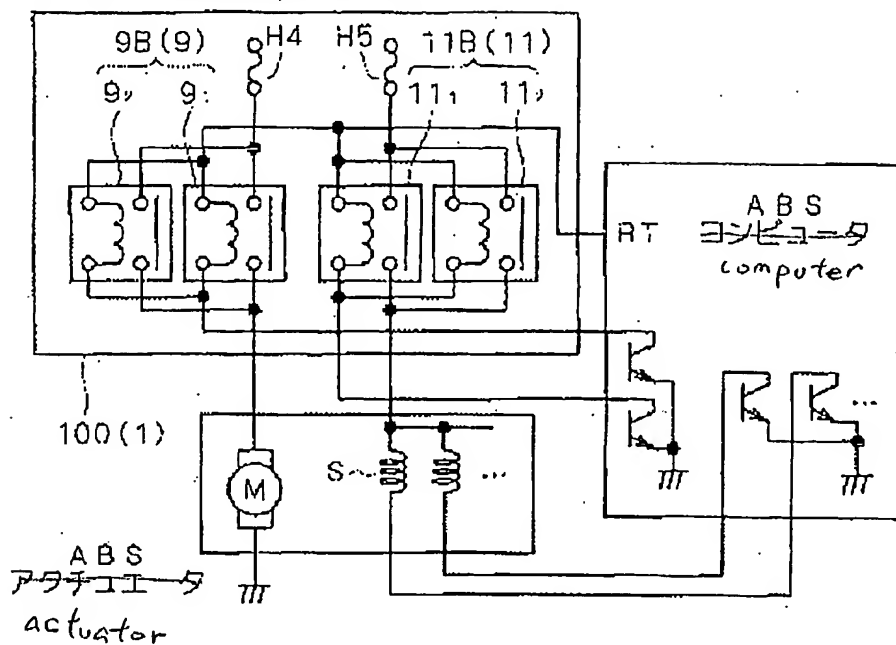 9B(9)
H4
H5
11B(11)
9₂
9₁
11₁
11₂
RT
ABS
コンピュータ
computer
100(1)
M
S
...
...
ABS
アクチュエータ
actuator